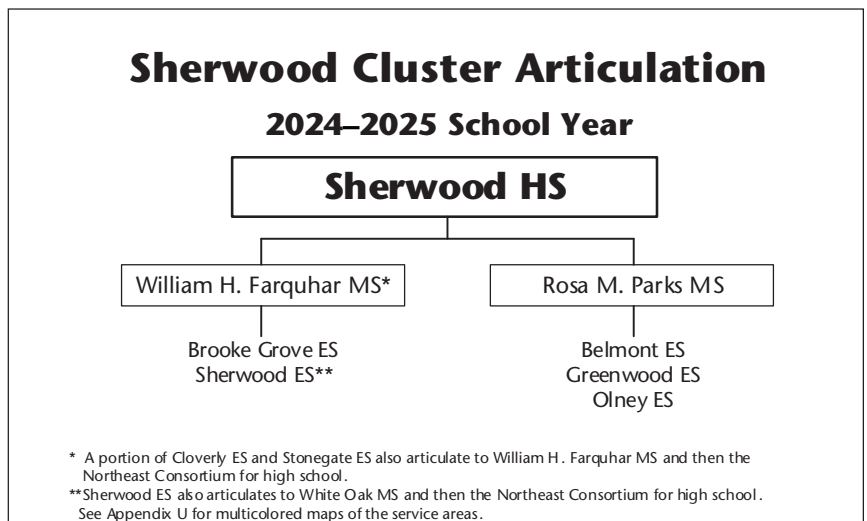 Sherwood Cluster Articulation
2024–2025 School Year
Sherwood HS
William H. Farquhar MS*
Rosa M. Parks MS
Brooke Grove ES
Sherwood ES**
Belmont ES
Greenwood ES
Olney ES
* A portion of Cloverly ES and Stonegate ES also articulate to William H. Farquhar MS and then the
Northeast Consortium for high school.
**Sherwood ES also articulates to White Oak MS and then the Northeast Consortium for high school.
See Appendix U for multicolored maps of the service areas.